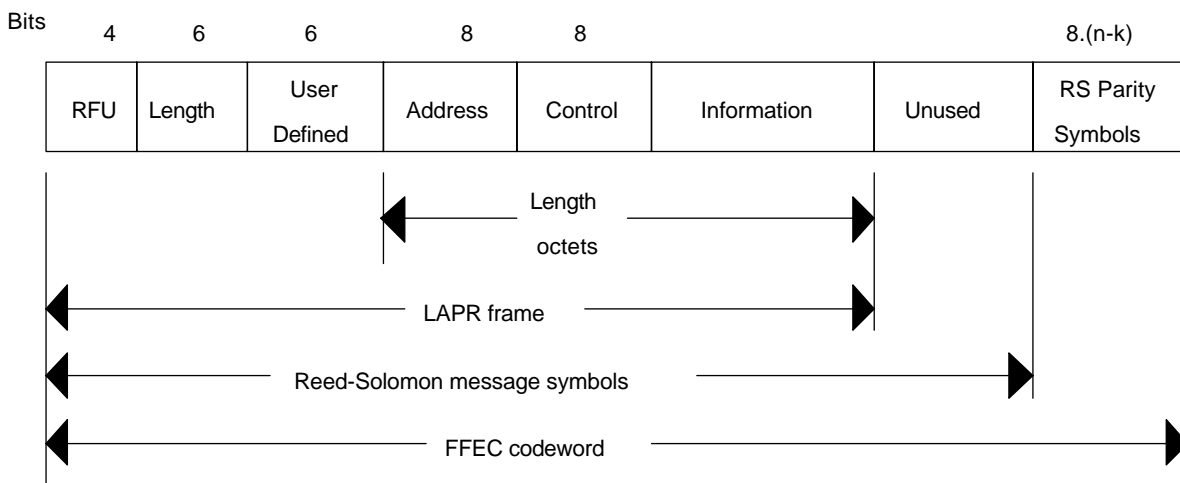 Bits
4 6 6 8 8 8.(n-k)
RFU Length User Defined Address Control Information Unused RS Parity Symbols
Length
octets
LAPR frame
Reed-Solomon message symbols
FFEC codeword